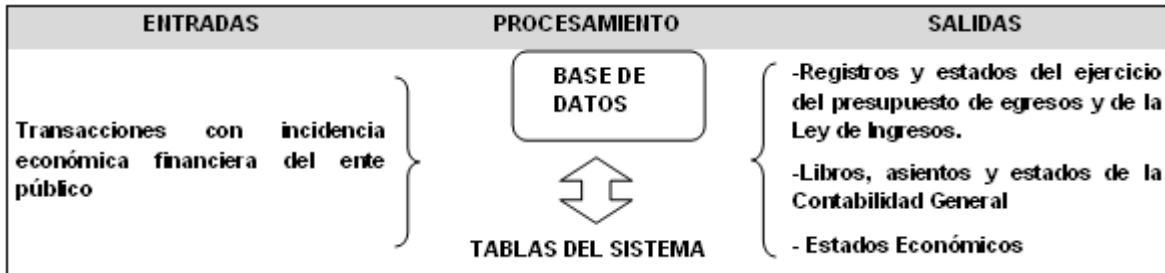 ENTRADAS
PROCESAMIENTO
SALIDAS
Transacciones con incidencia
económica financiera del ente
público
BASE DE
DATOS
TABLAS DEL SISTEMA
-Registros y estados del ejercicio
del presupuesto de egresos y de la
Ley de Ingresos.
-Libros, asientos y estados de la
Contabilidad General
- Estados Económicos